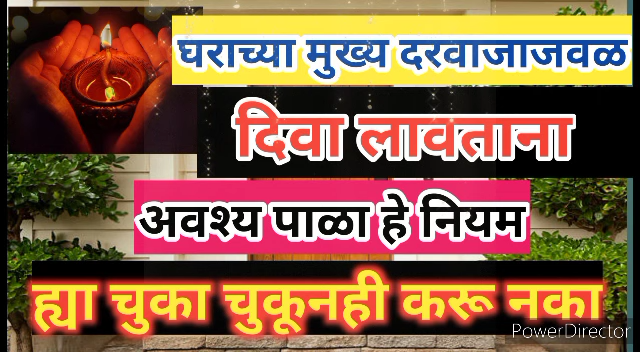 घराच्या मुख्य दरवाजाजवळ
दिवा लावताना
अवश्य पाळा हे नियम
ह्या चुका चुकूनही करू नका
PowerDirector